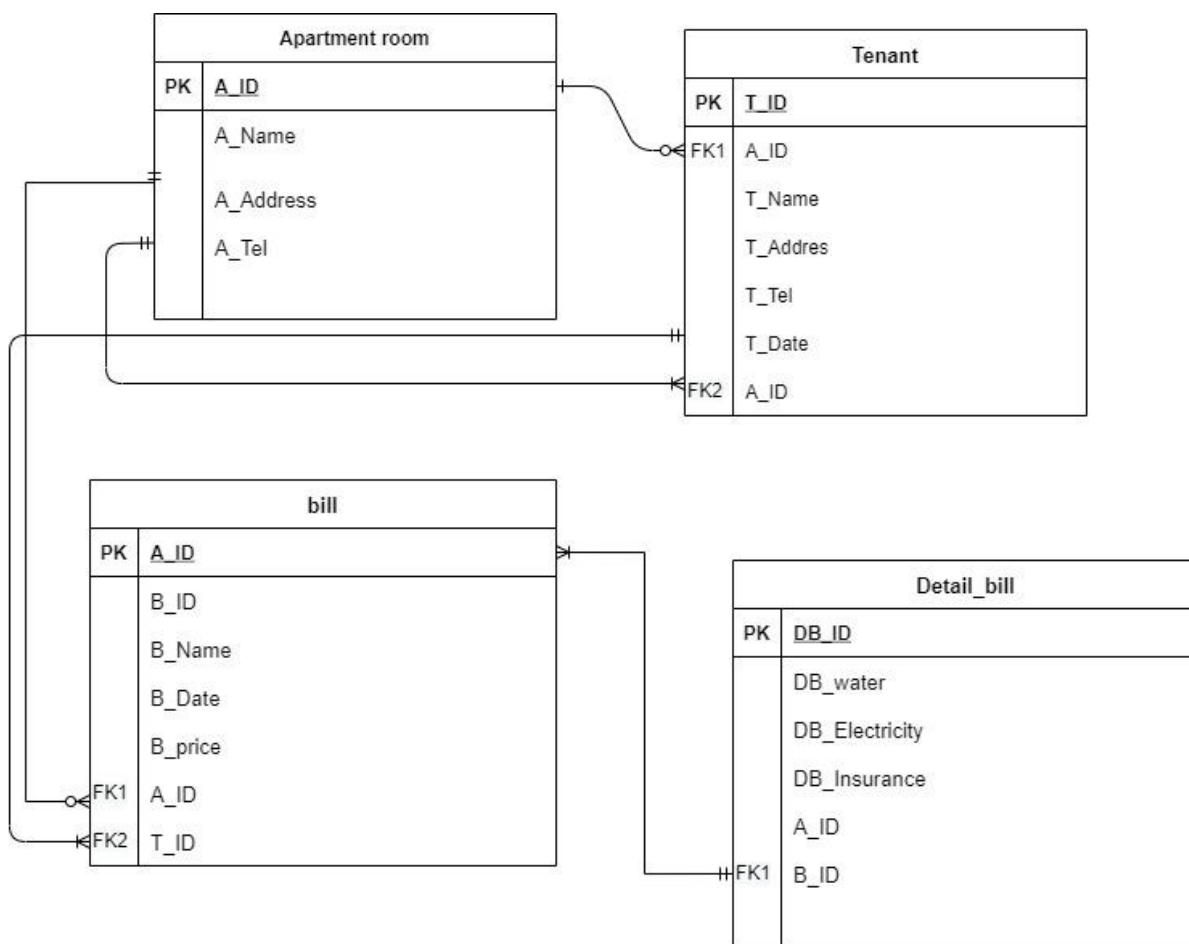 Apartment room
PK A_ID
A_Name
A_Address
A_Tel
Tenant
PK T_ID
FK1 A_ID
T_Name
T_Addres
T_Tel
T_Date
FK2 A_ID
bill
PK A_ID
B_ID
B_Name
B_Date
B_price
FK1 A_ID
FK2 T_ID
Detail_bill
PK DB_ID
DB_water
DB_Electricity
DB_Insurance
A_ID
FK1 B_ID